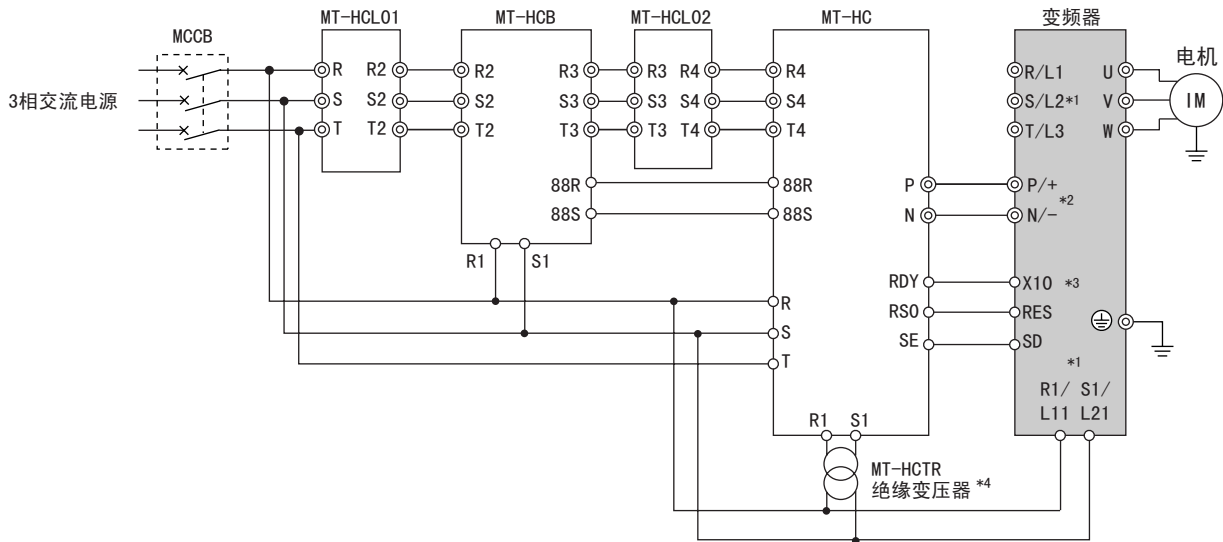 MT-HCL01 MT-HCB MT-HCL02 MT-HC 变频器
MCCB
电机
R R2 R2 R3 R3 R4 R4 R/L1 U
3相交流电源 S S2 S2 S3 S3 S4 S4 S/L2*1 V IM
T T2 T2 T3 T3 T4 T4 T/L3 W
88R 88R P P/+
*2
88S 88S N N/-
R1 S1
RDY X10 *3
R RSO RES
S SE SD
T *1
R1/ S1/
R1 S1 L11 L21
MT-HCTR
绝缘变压器 *4